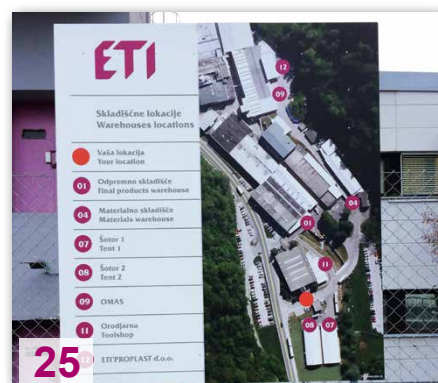 ETI
Skladiščne lokacije
Warehouses locations
Vaša lokacija
Your location
01 Odpremno skladišče
Final products warehouse
04 Materialno skladišče
Materials warehouse
07 Šotor 1
Tent 1
08 Šotor 2
Tent 2
09 OMAS
11 Orodjarna
Toolshop
ETI PROPLAST d.o.o.
12
09
04
01
11
08 07
25